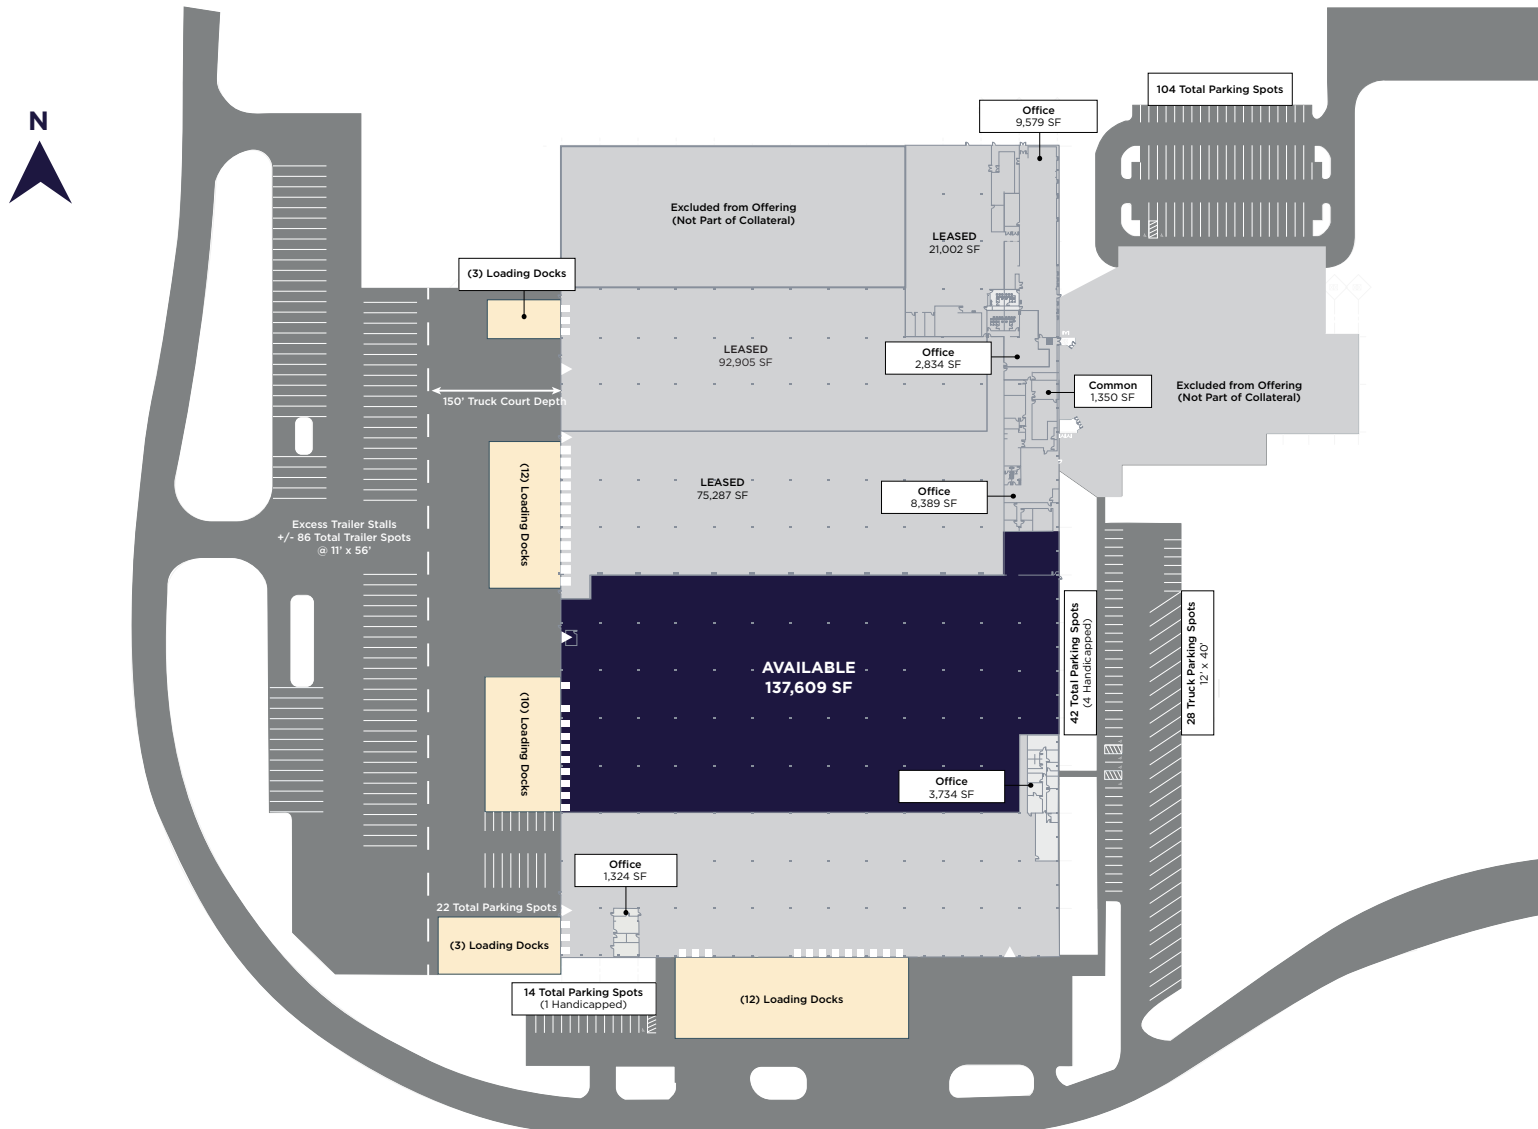 N
104 Total Parking Spots
Office
9,579 SF
Excluded from Offering
(Not Part of Collateral)
LEASED
21,002 SF
(3) Loading Docks
LEASED
92,905 SF
Office
2,834 SF
Common
1,350 SF
Excluded from Offering
(Not Part of Collateral)
150' Truck Court Depth
(12) Loading Docks
LEASED
75,287 SF
Office
8,389 SF
Excess Trailer Stalls
+/- 86 Total Trailer Spots
@ 11' x 56'
AVAILABLE
137,609 SF
42 Total Parking Spots
(4 Handicapped)
28 Truck Parking Spots
12' x 40'
(10) Loading Docks
Office
3,734 SF
Office
1,324 SF
22 Total Parking Spots
(3) Loading Docks
14 Total Parking Spots
(1 Handicapped)
(12) Loading Docks